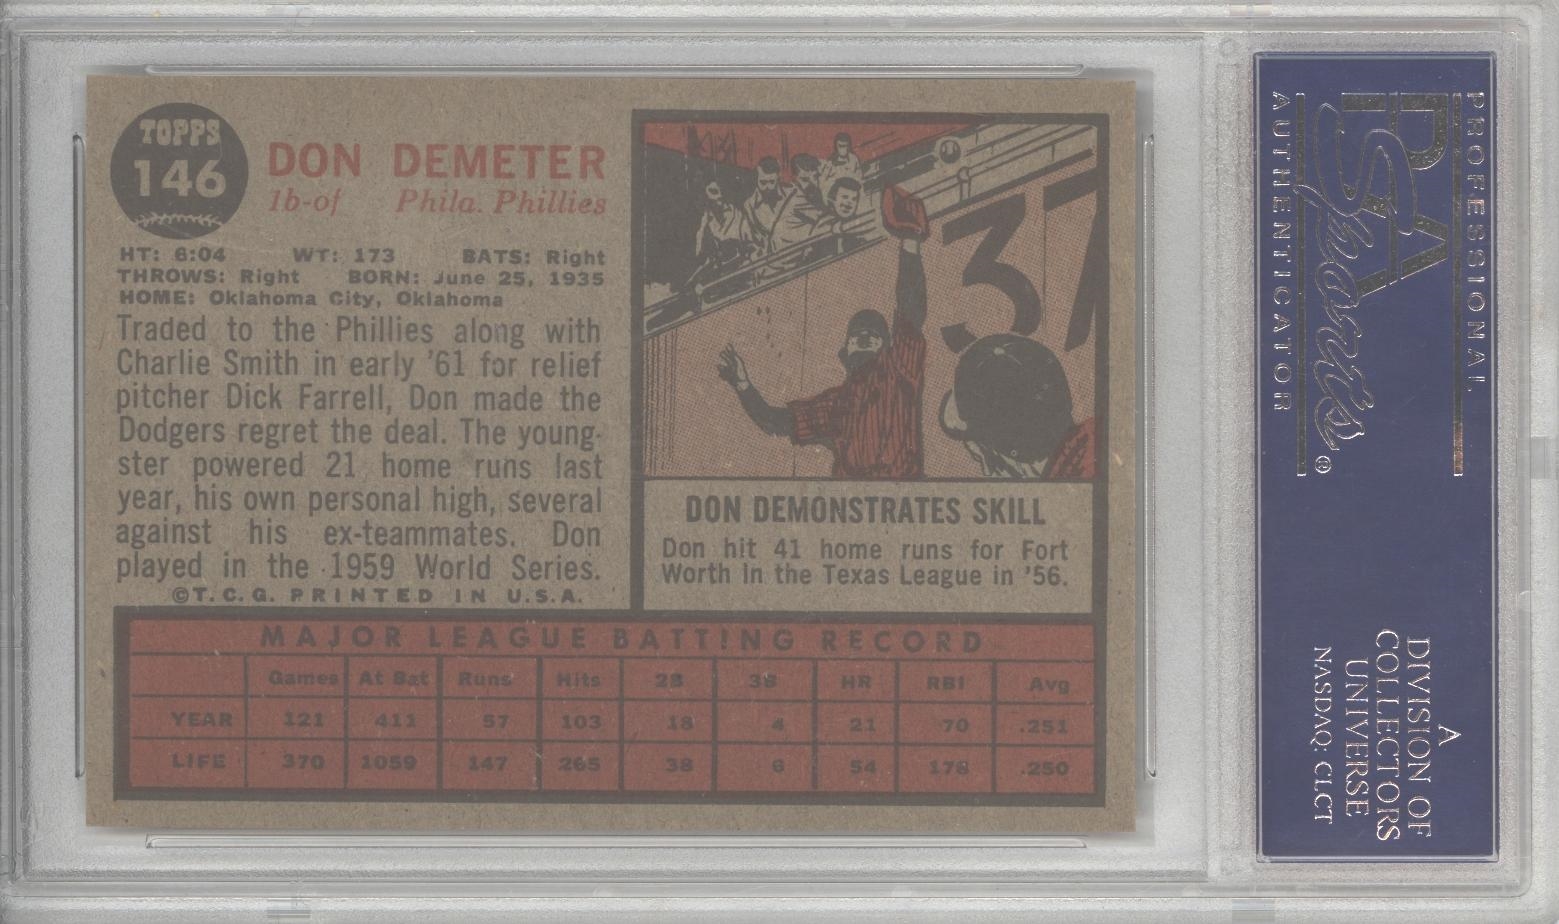 TOPPS
146
DON DEMETER
1b-of Phila. Phillies
HT: 6:04 WT: 173 BATS: Right
THROWS: Right BORN: June 25, 1935
HOME: Oklahoma City, Oklahoma
Traded to the Phillies along with
Charlie Smith in early '61 for relief
pitcher Dick Farrell, Don made the
Dodgers regret the deal. The young-
ster powered 21 home runs last
year, his own personal high, several
against his ex-teammates. Don
played in the 1959 World Series.
©T.C.G. PRINTED IN U.S.A.
37
DON DEMONSTRATES SKILL
Don hit 41 home runs for Fort
Worth in the Texas League in '56.
MAJOR LEAGUE BATTING RECORD
Games At Bat Runs Hits 2B 3B HR RBI Avg
YEAR 121 411 57 103 18 4 21 70 .251
LIFE 370 1059 147 265 38 6 54 178 .250
PROFESSIONAL
PSA
Sports®
AUTHENTICATOR
A
DIVISION OF
COLLECTORS
UNIVERSE
NASDAQ: CLCT